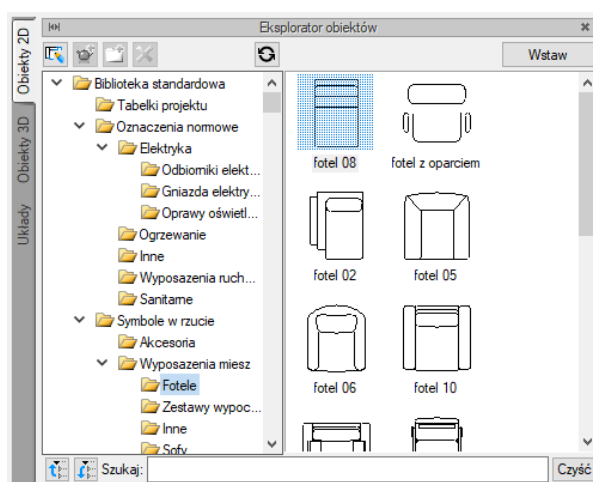 Eksplorator obiektów
Obiekty 2D
Obiekty 3D
Układy
Wstaw
Biblioteka standardowa
Tabelki projektu
Oznaczenia normowe
Elektryka
Odbiorniki elekt...
Gniazda elektry...
Oprawy oświetl...
Ogrzewanie
Inne
Wyposażenia ruch...
Sanitarne
Symbole w rzucie
Akcesoria
Wyposażenia miesz
Fotele
Zestawy wypoc...
Inne
Sofy
fotel 08
fotel z oparciem
fotel 02
fotel 05
fotel 06
fotel 10
Szukaj:
Czyść